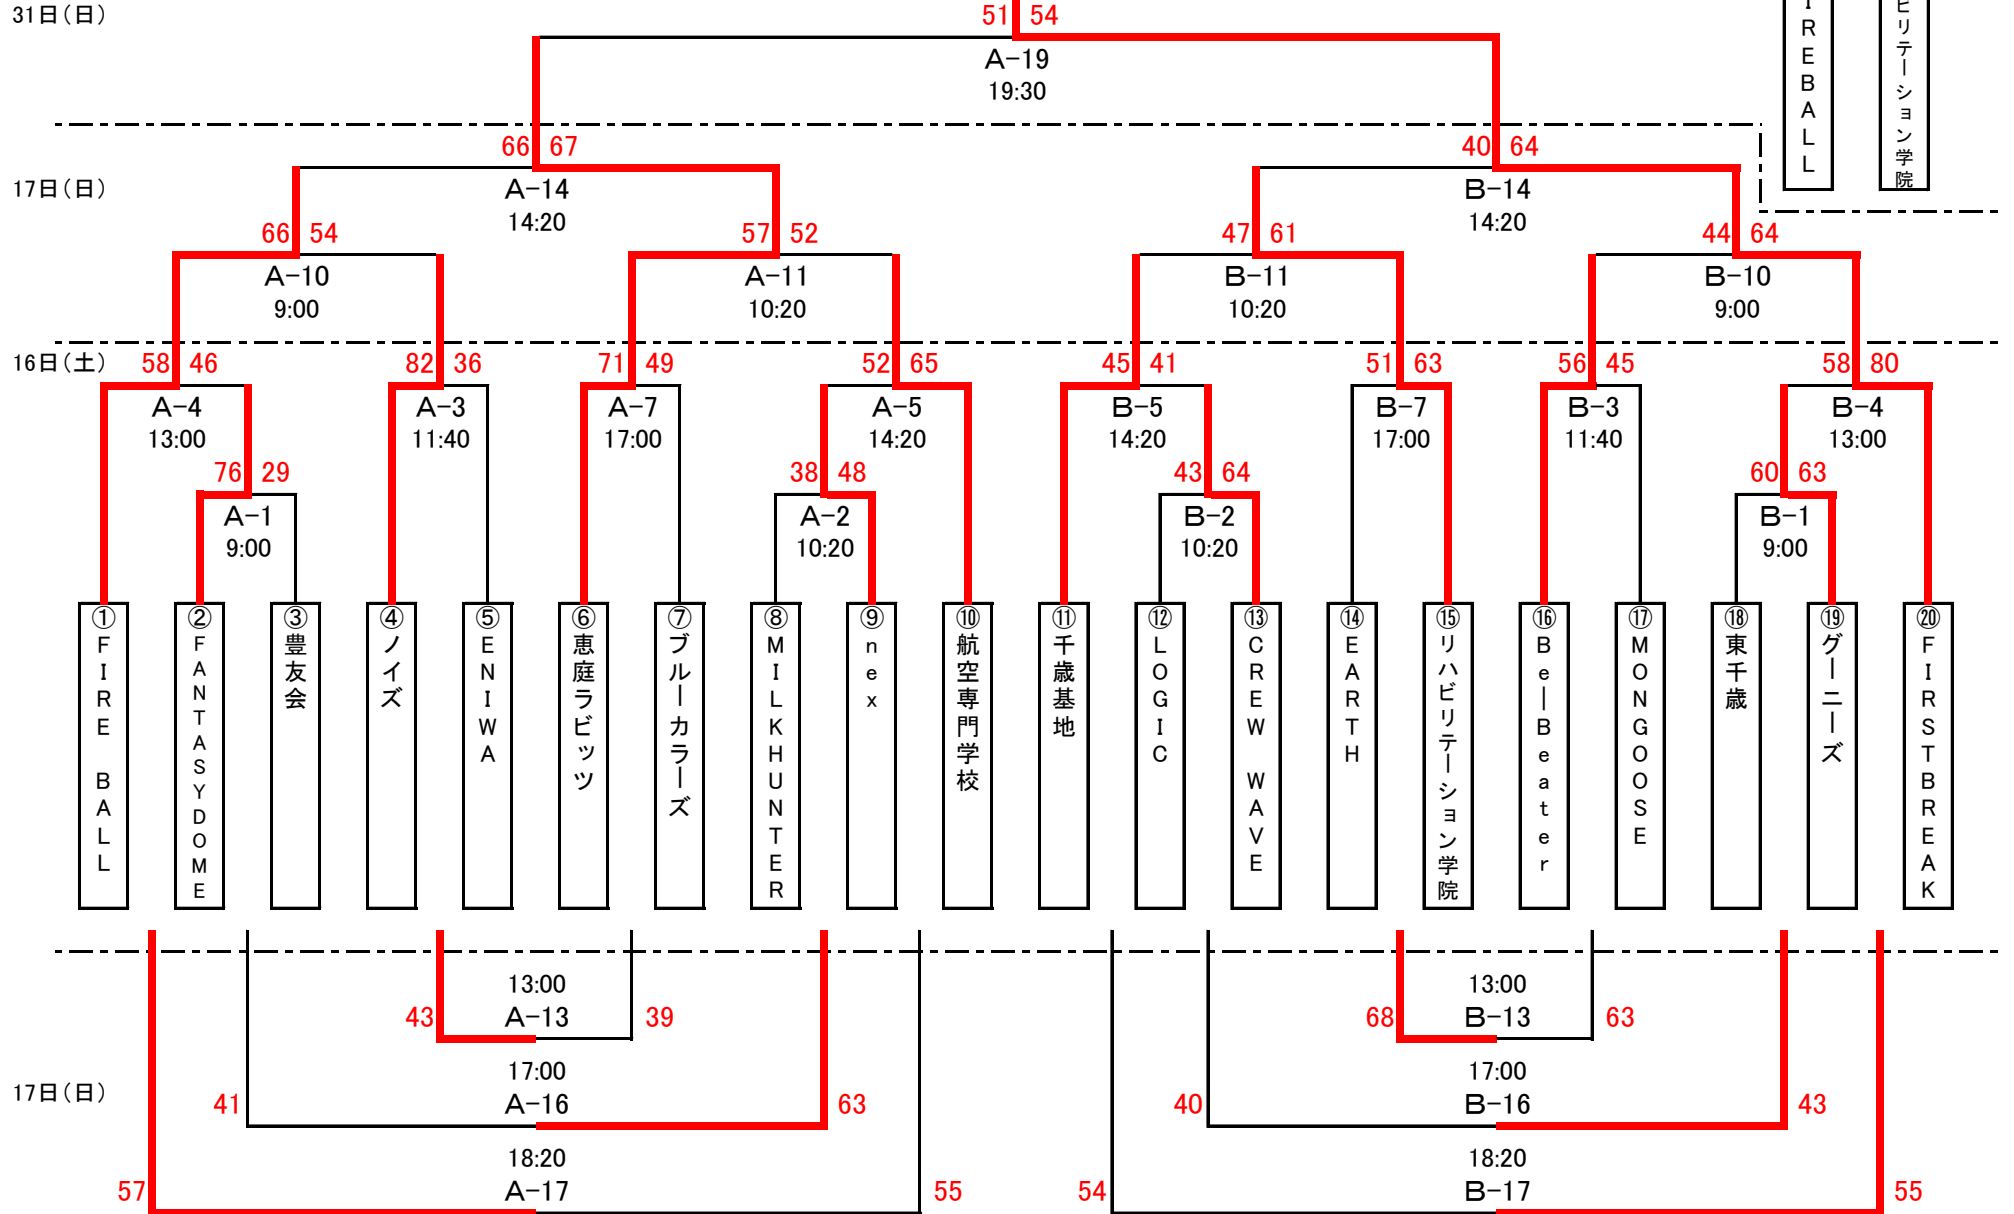 31日(日)
51 54
A-19
19:30
IREBALL
ビリテーション学院
66 67
40 64
17日(日)
A-14
14:20
B-14
14:20
66 54
57 52
47 61
44 64
A-10
9:00
A-11
10:20
B-11
10:20
B-10
9:00
16日(土)
58 46
82 36
71 49
52 65
45 41
51 63
56 45
58 80
A-4
13:00
A-3
11:40
A-7
17:00
A-5
14:20
B-5
14:20
B-7
17:00
B-3
11:40
B-4
13:00
76 29
38 48
43 64
60 63
A-1
9:00
A-2
10:20
B-2
10:20
B-1
9:00
①FIRE BALL
②FANTASYDOME
③豊友会
④ノイズ
⑤ENIWA
⑥恵庭ラビッツ
⑦ブルーカラーズ
⑧MILKHUNTER
⑨nex
⑩航空専門学校
⑪千歳基地
⑫LOGIC
⑬CREW WAVE
⑭EARTH
⑮リハビリテーション学院
⑯Be|Beater
⑰MONGOOSE
⑱東千歳
⑲グーニーズ
⑳FIRSTBREAK
13:00
43 A-13 39
13:00
68 B-13 63
17日(日)
17:00
41 A-16 63
17:00
40 B-16 43
18:20
57 A-17 55
18:20
54 B-17 55